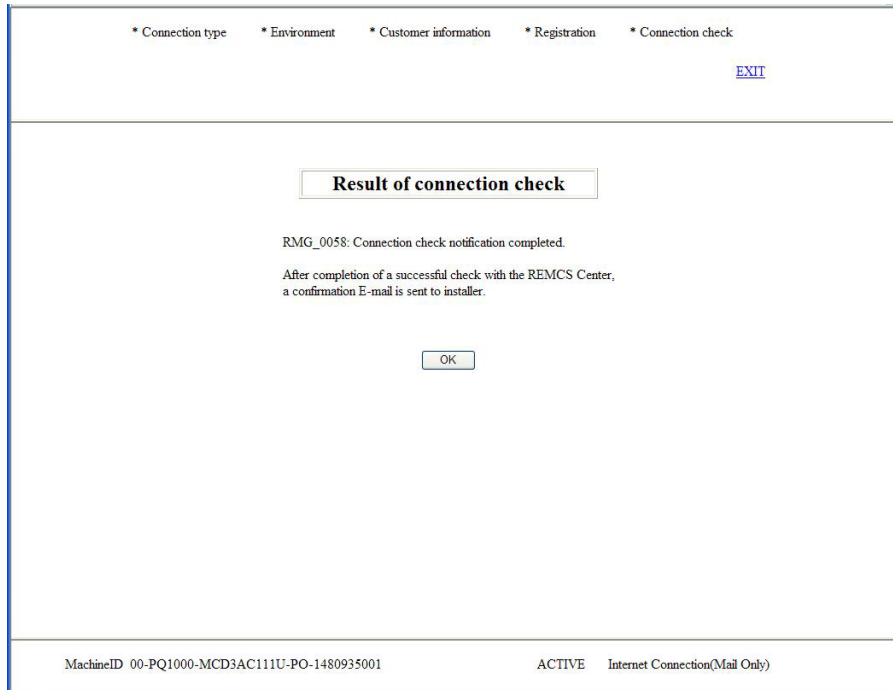 * Connection type * Environment * Customer information * Registration * Connection check
EXIT
Result of connection check
RMG_0058: Connection check notification completed.
After completion of a successful check with the REMCS Center,
a confirmation E-mail is sent to installer.
OK
MachineID 00-PQ1000-MCD3AC111U-PO-1480935001 ACTIVE Internet Connection(Mail Only)